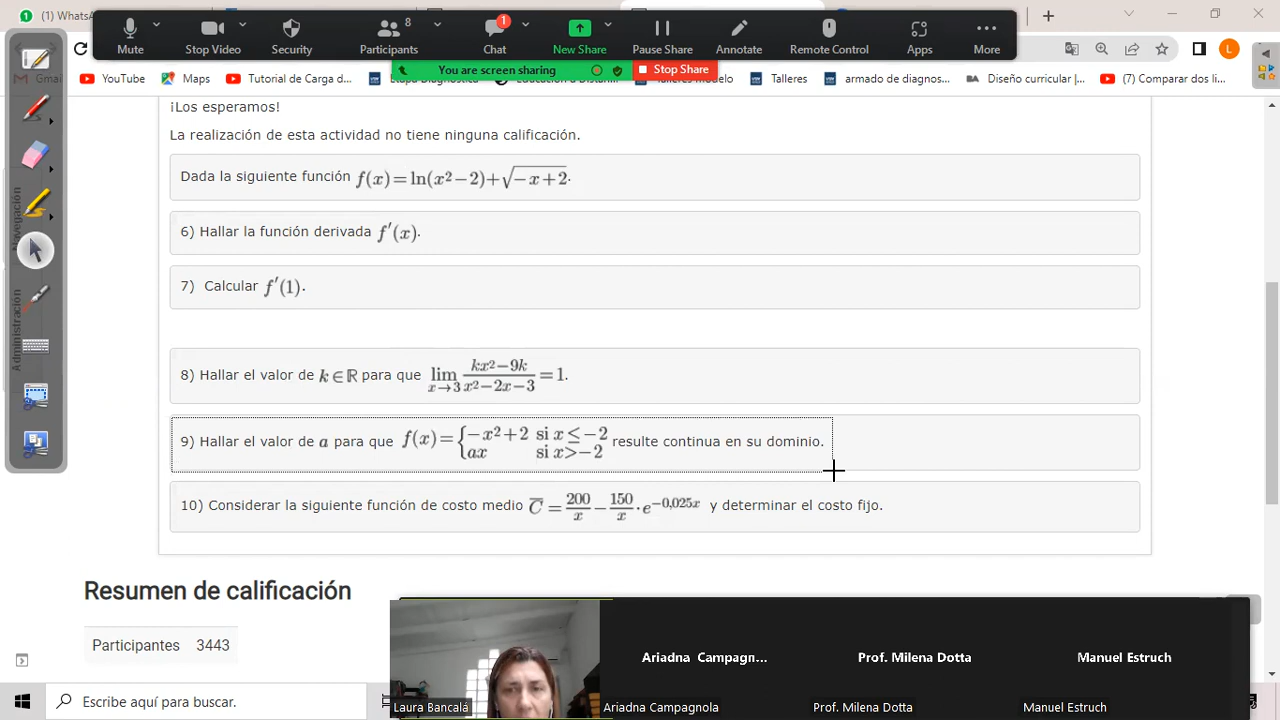 (1) WhatsA
Mute
Stop Video
Security
8
Participants
1
Chat
New Share
Pause Share
Annotate
Remote Control
Apps
More
You are screen sharing
Stop Share
L
Gmail
YouTube
Maps
Tutorial de Carga d...
Talleres
armado de diagnos...
BA
Diseño curricular |...
(7) Comparar dos li...
Navegación
Administración
¡Los esperamos!
La realización de esta actividad no tiene ninguna calificación.
Dada la siguiente función f(x)=ln(x²−2)+√−x+2.
6) Hallar la función derivada f′(x).
7) Calcular f′(1).
8) Hallar el valor de k∈ℝ para que lim x→3 kx²−9k / x²−2x−3 =1.
9) Hallar el valor de a para que f(x)={−x²+2 si x≤−2 resulte continua en su dominio.
ax si x>−2
10) Considerar la siguiente función de costo medio C̅ = 200/x − 150/x · e^−0,025x y determinar el costo fijo.
Resumen de calificación
Participantes 3443
Ariadna Campagn...
Prof. Milena Dotta
Manuel Estruch
Laura Bancalá
Ariadna Campagnola
Prof. Milena Dotta
Manuel Estruch
Escribe aquí para buscar.